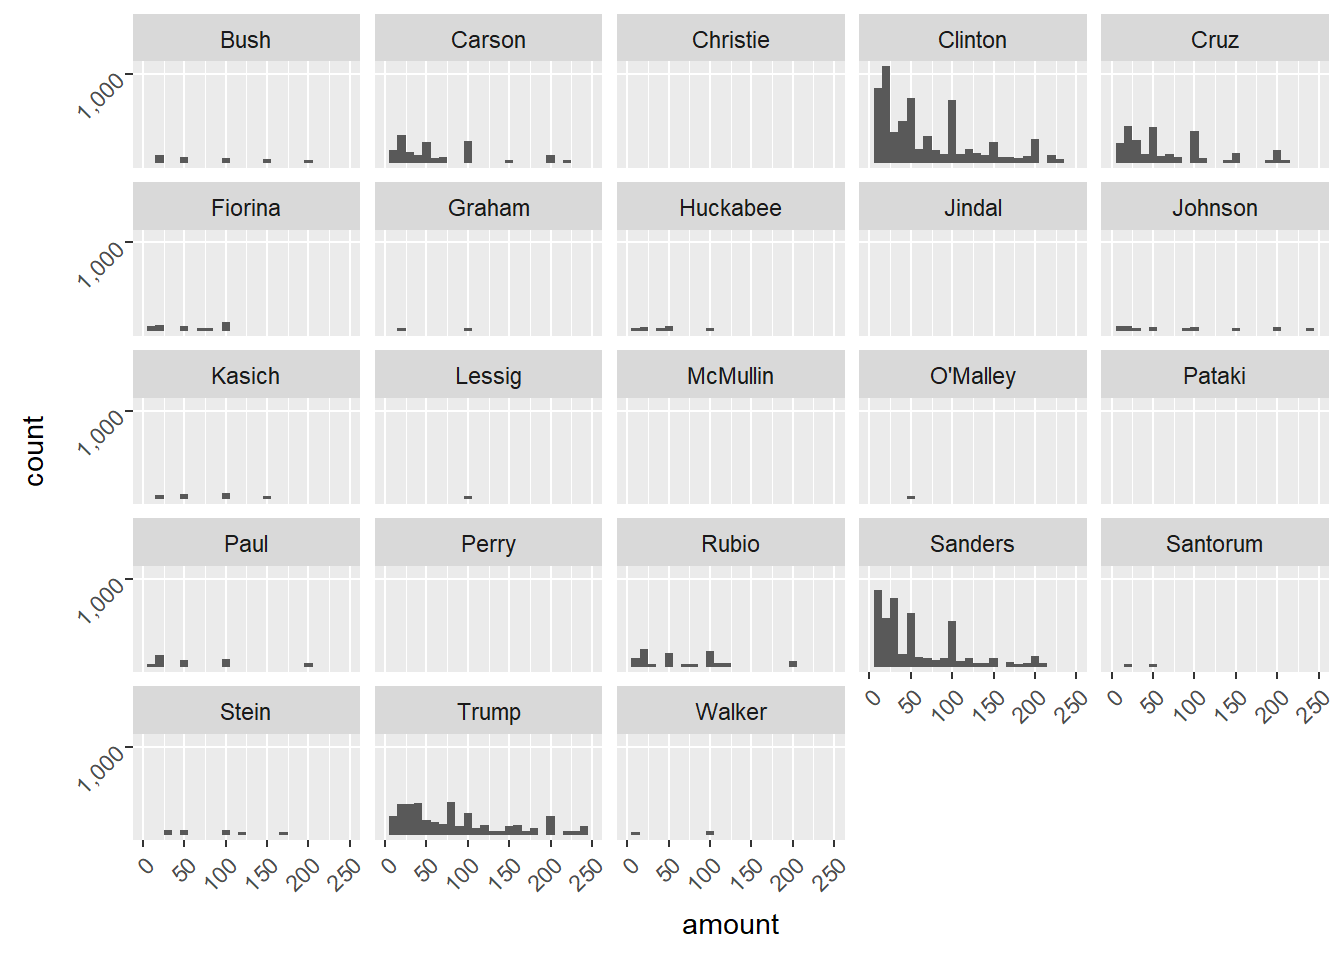 Bush Carson Christie Clinton Cruz
1,000
Fiorina Graham Huckabee Jindal Johnson
1,000
Kasich Lessig McMullin O'Malley Pataki
1,000
count
Paul Perry Rubio Sanders Santorum
1,000
0 50 100 150 200 250 0 50 100 150 200 250
Stein Trump Walker
1,000
0 50 100 150 200 250 0 50 100 150 200 250 0 50 100 150 200 250
amount